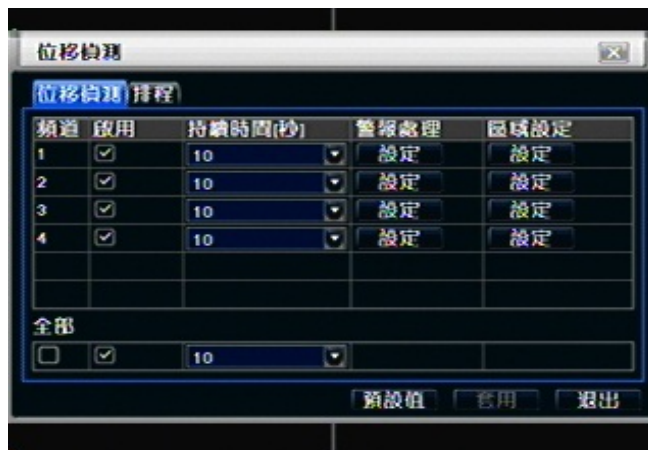 位移偵測
位移偵測 排程
頻道 啟用 持續時間(秒) 警報處理 區域設定
1 10 設定 設定
2 10 設定 設定
3 10 設定 設定
4 10 設定 設定
全部
10
預設值 套用 退出